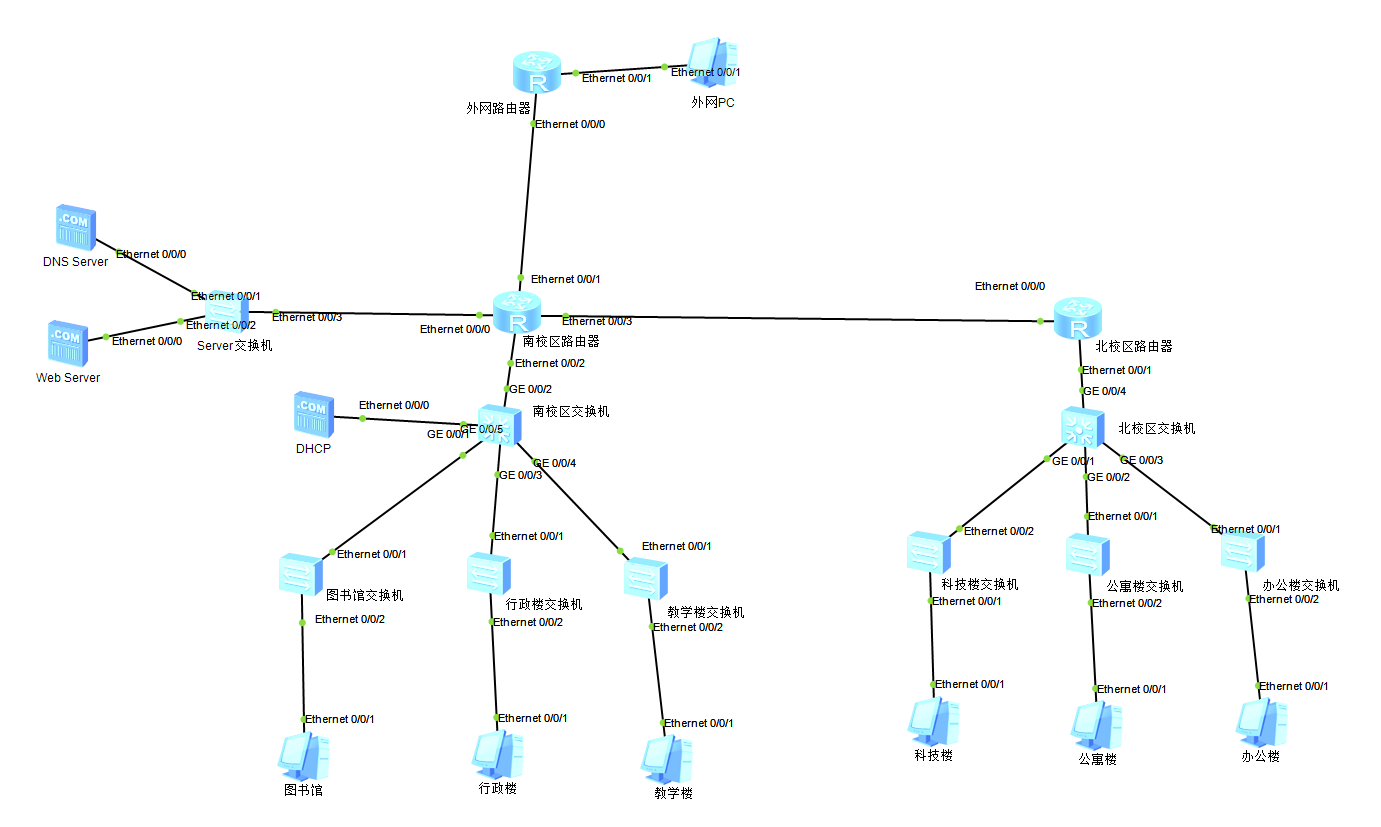 Ethernet 0/0/1
Ethernet 0/0/1
外网路由器
外网PC
Ethernet 0/0/0
.COM
DNS Server
Ethernet 0/0/0
Ethernet 0/0/1
Ethernet 0/0/2
Ethernet 0/0/3
Server交换机
.COM
Ethernet 0/0/0
Web Server
Ethernet 0/0/1
R
R
Ethernet 0/0/0
Ethernet 0/0/3
南校区路由器
Ethernet 0/0/2
Ethernet 0/0/0
R
北校区路由器
Ethernet 0/0/1
GE 0/0/4
GE 0/0/2
南校区交换机
.COM
DHCP
Ethernet 0/0/0
GE 0/0/1
GE 0/0/5
GE 0/0/3
GE 0/0/4
北校区交换机
GE 0/0/1
GE 0/0/2
GE 0/0/3
Ethernet 0/0/1
Ethernet 0/0/1
Ethernet 0/0/1
图书馆交换机
行政楼交换机
教学楼交换机
Ethernet 0/0/2
Ethernet 0/0/2
Ethernet 0/0/2
Ethernet 0/0/2
Ethernet 0/0/1
Ethernet 0/0/1
科技楼交换机
公寓楼交换机
办公楼交换机
Ethernet 0/0/1
Ethernet 0/0/2
Ethernet 0/0/2
Ethernet 0/0/1
Ethernet 0/0/1
Ethernet 0/0/1
科技楼
公寓楼
办公楼
Ethernet 0/0/1
Ethernet 0/0/1
Ethernet 0/0/1
图书馆
行政楼
教学楼